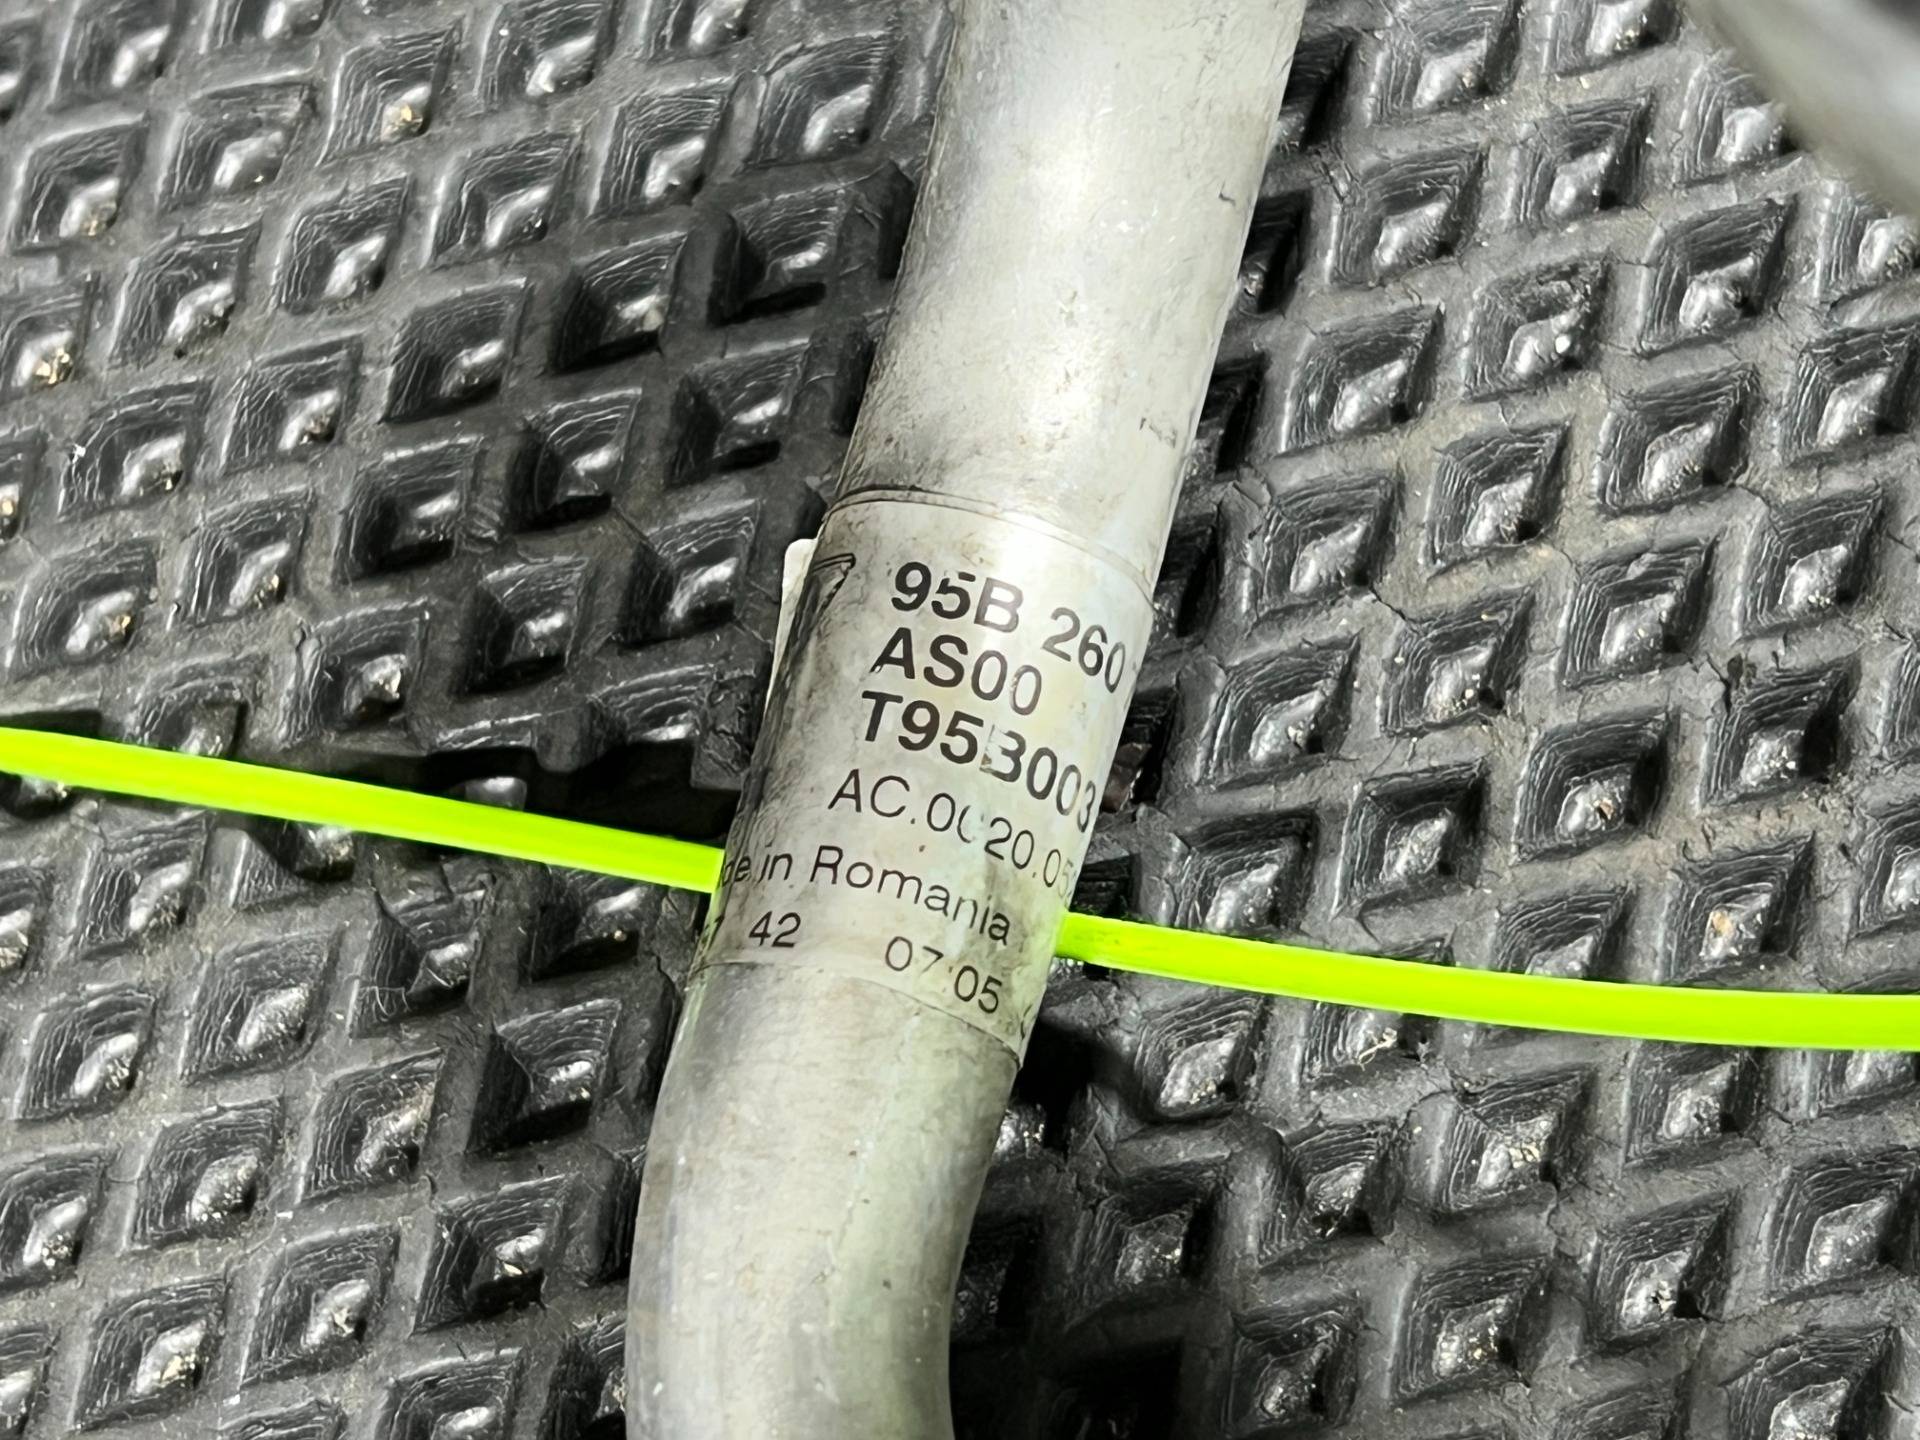 95B 260
AS00
T95B003
AC.0020.05
in Romania
42 07.05